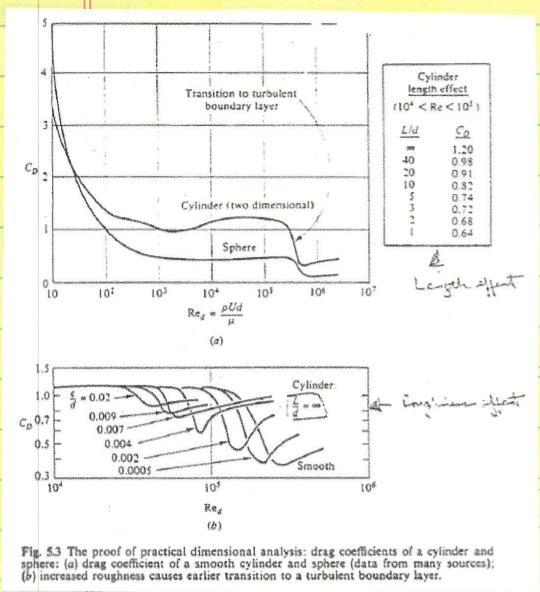 5
4
3
2
1
0
C_D
Transition to turbulent
boundary layer
Cylinder (two dimensional)
Sphere
10
10²
10³
10⁴
10⁵
10⁶
10⁷
Re_d = ρUd
μ
(a)
Cylinder
length effect
(10⁴ < Re < 10⁵)
L/d C_D
∞ 1.20
40 0.98
20 0.91
10 0.82
5 0.74
3 0.72
2 0.68
1 0.64
Length effect
1.5
1.0
0.7
0.5
0.3
C_D
ε/d = 0.02
0.009
0.007
0.004
0.002
0.0005
Cylinder
L/d = ∞
Smooth
Roughness effect
10⁴
10⁵
10⁶
Re_d
(b)
Fig. 5.3 The proof of practical dimensional analysis: drag coefficients of a cylinder and
sphere: (a) drag coefficient of a smooth cylinder and sphere (data from many sources);
(b) increased roughness causes earlier transition to a turbulent boundary layer.